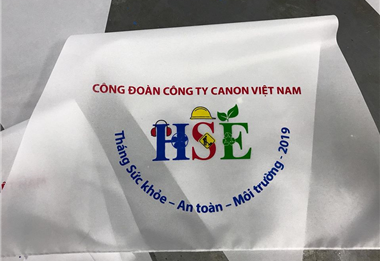 CÔNG ĐOÀN CÔNG TY CANON VIỆT NAM
HSE
Tháng Sức khỏe – An toàn – Môi trường - 2019